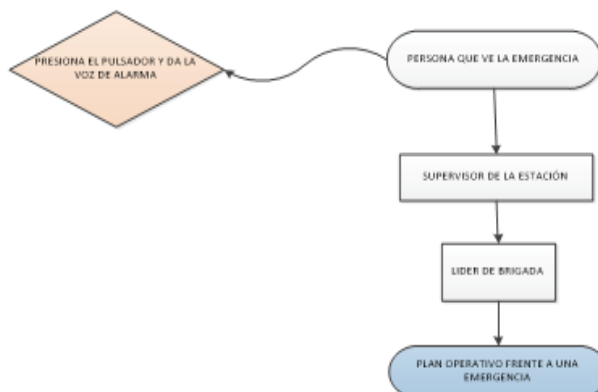 PRESIONA EL PULSADOR Y DA LA
VOZ DE ALARMA
PERSONA QUE VE LA EMERGENCIA
SUPERVISOR DE LA ESTACIÓN
LIDER DE BRIGADA
PLAN OPERATIVO FRENTE A UNA
EMERGENCIA